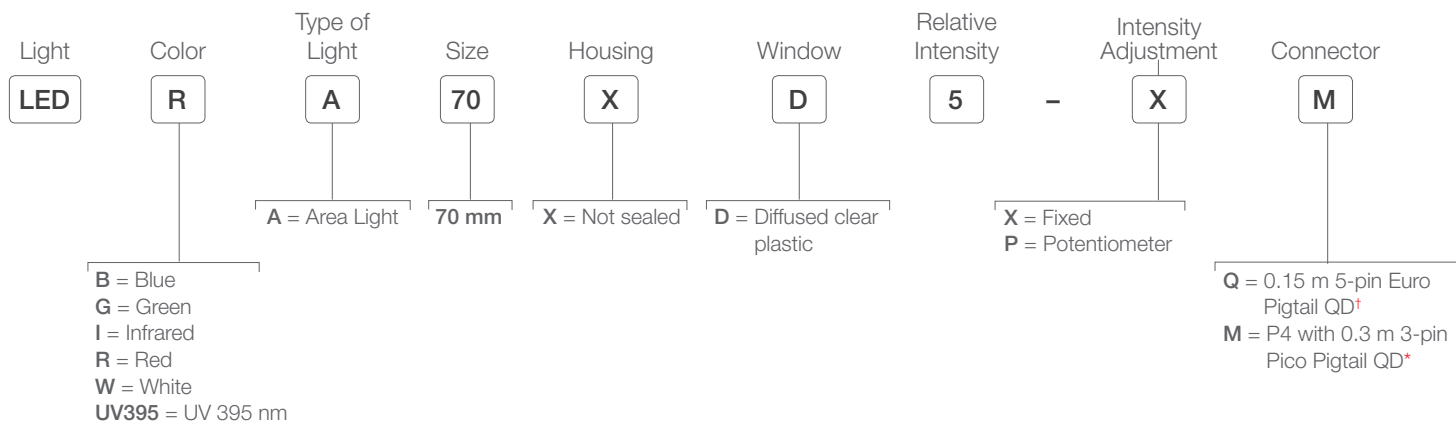 Light
Color
Type of
Light
Size
Housing
Window
Relative
Intensity
Intensity
Adjustment
Connector
LED
R
A
70
X
D
5
–
X
M
A = Area Light
70 mm
X = Not sealed
D = Diffused clear
plastic
X = Fixed
P = Potentiometer
B = Blue
G = Green
I = Infrared
R = Red
W = White
UV395 = UV 395 nm
Q = 0.15 m 5-pin Euro
Pigtail QD†
M = P4 with 0.3 m 3-pin
Pico Pigtail QD*